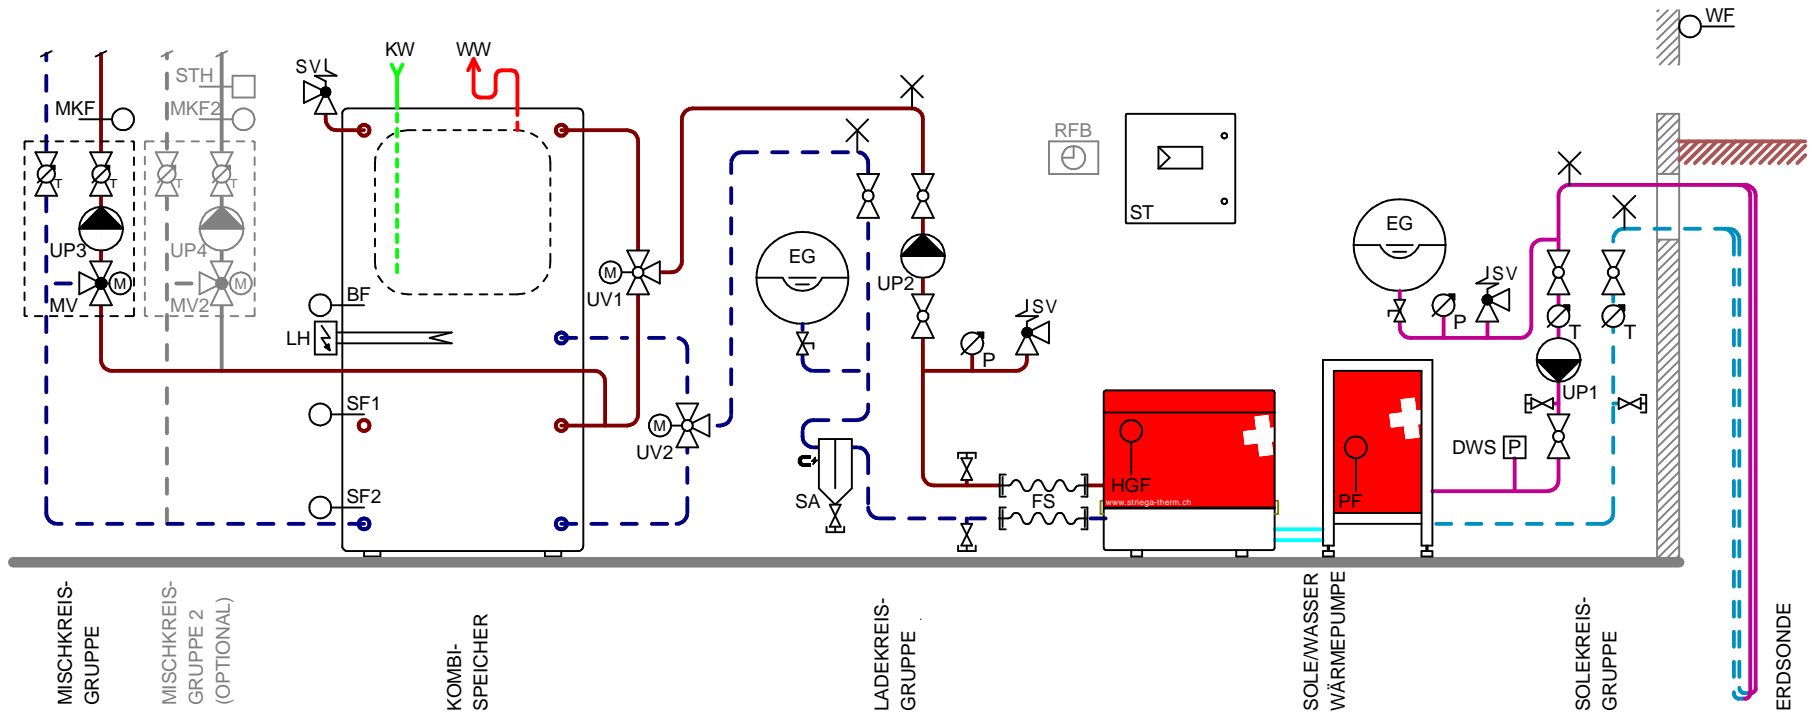 WF
KW
WW
SV
STH
MKF
MKF2
RFB
EG
ST
T
T
T
T
UP3
UP4
EG
SV
M
M
M
UV1
UP2
P
T
T
MV
MV2
BF
SV
LH
P
UP1
SF1
M
UV2
DWS
P
SF2
SA
FS
HGF
www.striega-therm.ch
PF
MISCHKREIS-
GRUPPE
MISCHKREIS-
GRUPPE 2
(OPTIONAL)
KOMBI-
SPEICHER
LADEKREIS-
GRUPPE
SOLE/WASSER
WÄRMEPUMPE
SOLEKREIS-
GRUPPE
ERDSONDE